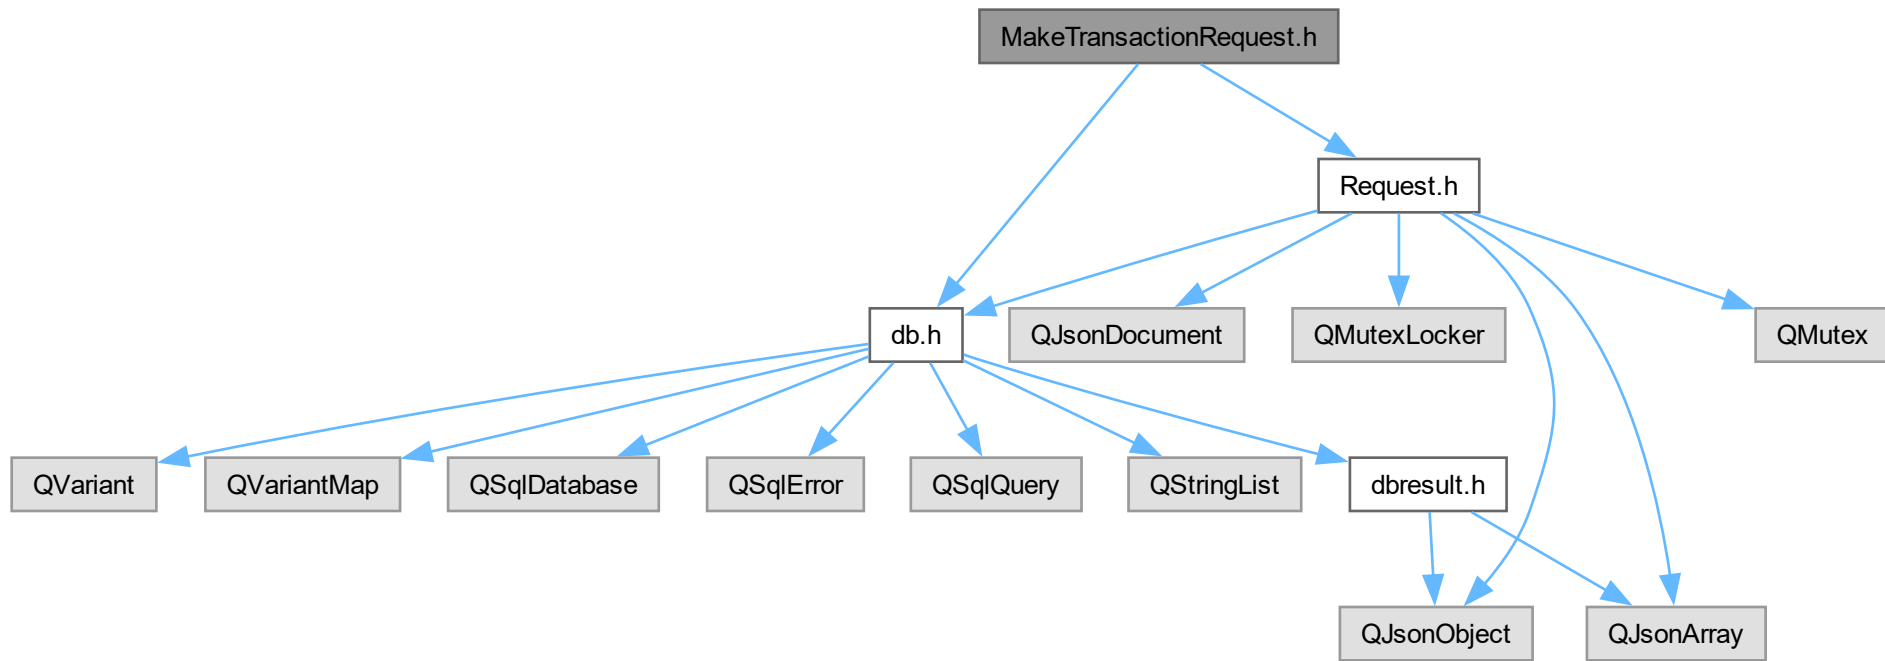 MakeTransactionRequest.h
Request.h
db.h
QJsonDocument
QMutexLocker
QMutex
QVariant
QVariantMap
QSqlDatabase
QSqlError
QSqlQuery
QStringList
dbresult.h
QJsonObject
QJsonArray